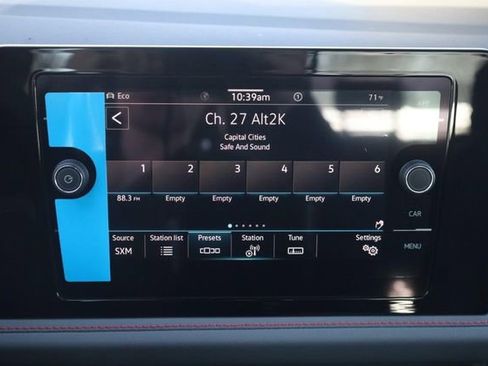 Eco 10:39am 71°F
Ch. 27 Alt2K
Capital Cities
Safe And Sound
1 2 3 4 5 6
88.3 FM Empty Empty Empty Empty Empty
Source Station list Presets Station Tune Settings
SXM
CAR
MENU